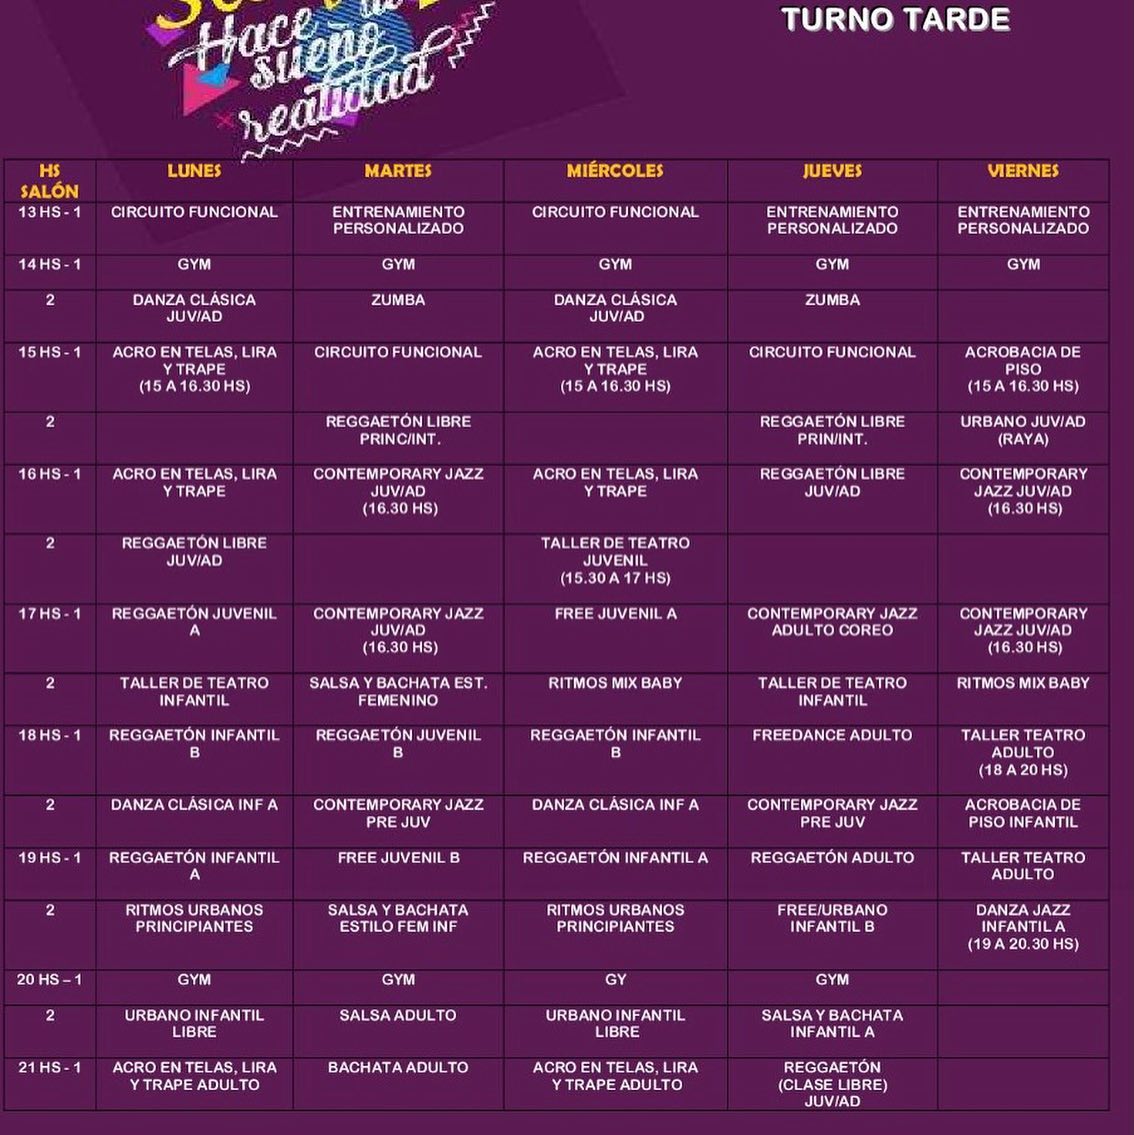 Hace
sueño
realidad
TURNO TARDE
HS SALÓN LUNES MARTES MIÉRCOLES JUEVES VIERNES
13 HS - 1 CIRCUITO FUNCIONAL ENTRENAMIENTO PERSONALIZADO CIRCUITO FUNCIONAL ENTRENAMIENTO PERSONALIZADO ENTRENAMIENTO PERSONALIZADO
14 HS - 1 GYM GYM GYM GYM GYM
2 DANZA CLÁSICA JUV/AD ZUMBA DANZA CLÁSICA JUV/AD ZUMBA
15 HS - 1 ACRO EN TELAS, LIRA Y TRAPE (15 A 16.30 HS) CIRCUITO FUNCIONAL ACRO EN TELAS, LIRA Y TRAPE (15 A 16.30 HS) CIRCUITO FUNCIONAL ACROBACIA DE PISO (15 A 16.30 HS)
2 REGGAETÓN LIBRE PRINC/INT. REGGAETÓN LIBRE PRIN/INT. URBANO JUV/AD (RAYA)
16 HS - 1 ACRO EN TELAS, LIRA Y TRAPE CONTEMPORARY JAZZ JUV/AD (16.30 HS) ACRO EN TELAS, LIRA Y TRAPE REGGAETÓN LIBRE JUV/AD CONTEMPORARY JAZZ JUV/AD (16.30 HS)
2 REGGAETÓN LIBRE JUV/AD TALLER DE TEATRO JUVENIL (15.30 A 17 HS)
17 HS - 1 REGGAETÓN JUVENIL A CONTEMPORARY JAZZ JUV/AD (16.30 HS) FREE JUVENIL A CONTEMPORARY JAZZ ADULTO COREO CONTEMPORARY JAZZ JUV/AD (16.30 HS)
2 TALLER DE TEATRO INFANTIL SALSA Y BACHATA EST. FEMENINO RITMOS MIX BABY TALLER DE TEATRO INFANTIL RITMOS MIX BABY
18 HS - 1 REGGAETÓN INFANTIL B REGGAETÓN JUVENIL B REGGAETÓN INFANTIL B FREEDANCE ADULTO TALLER TEATRO ADULTO (18 A 20 HS)
2 DANZA CLÁSICA INF A CONTEMPORARY JAZZ PRE JUV DANZA CLÁSICA INF A CONTEMPORARY JAZZ PRE JUV ACROBACIA DE PISO INFANTIL
19 HS - 1 REGGAETÓN INFANTIL A FREE JUVENIL B REGGAETÓN INFANTIL A REGGAETÓN ADULTO TALLER TEATRO ADULTO
2 RITMOS URBANOS PRINCIPIANTES SALSA Y BACHATA ESTILO FEM INF RITMOS URBANOS PRINCIPIANTES FREE/URBANO INFANTIL B DANZA JAZZ INFANTIL A (19 A 20.30 HS)
20 HS – 1 GYM GYM GY GYM
2 URBANO INFANTIL LIBRE SALSA ADULTO URBANO INFANTIL LIBRE SALSA Y BACHATA INFANTIL A
21 HS - 1 ACRO EN TELAS, LIRA Y TRAPE ADULTO BACHATA ADULTO ACRO EN TELAS, LIRA Y TRAPE ADULTO REGGAETÓN (CLASE LIBRE) JUV/AD